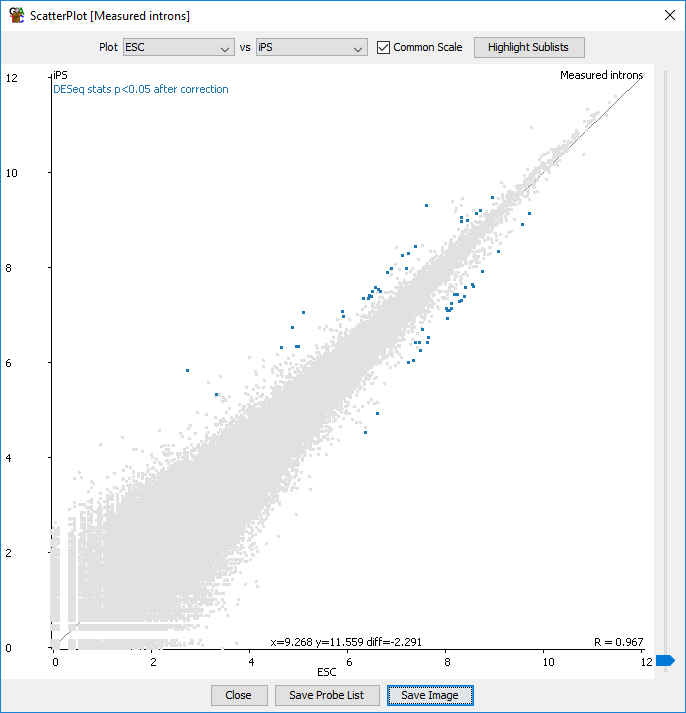 ScatterPlot [Measured introns]
Plot ESC vs iPS Common Scale Highlight Sublists
12 iPS Measured introns
DESeq stats p<0.05 after correction
10
8
6
4
2
0 x=9.268 y=11.559 diff=-2.291 R = 0.967
0 2 4 6 8 10 12
ESC
Close Save Probe List Save Image